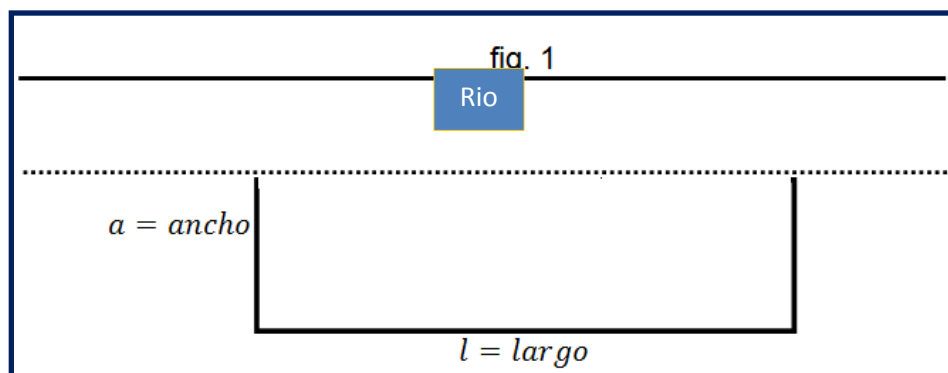 fig. 1
Rio
a = ancho
l = largo